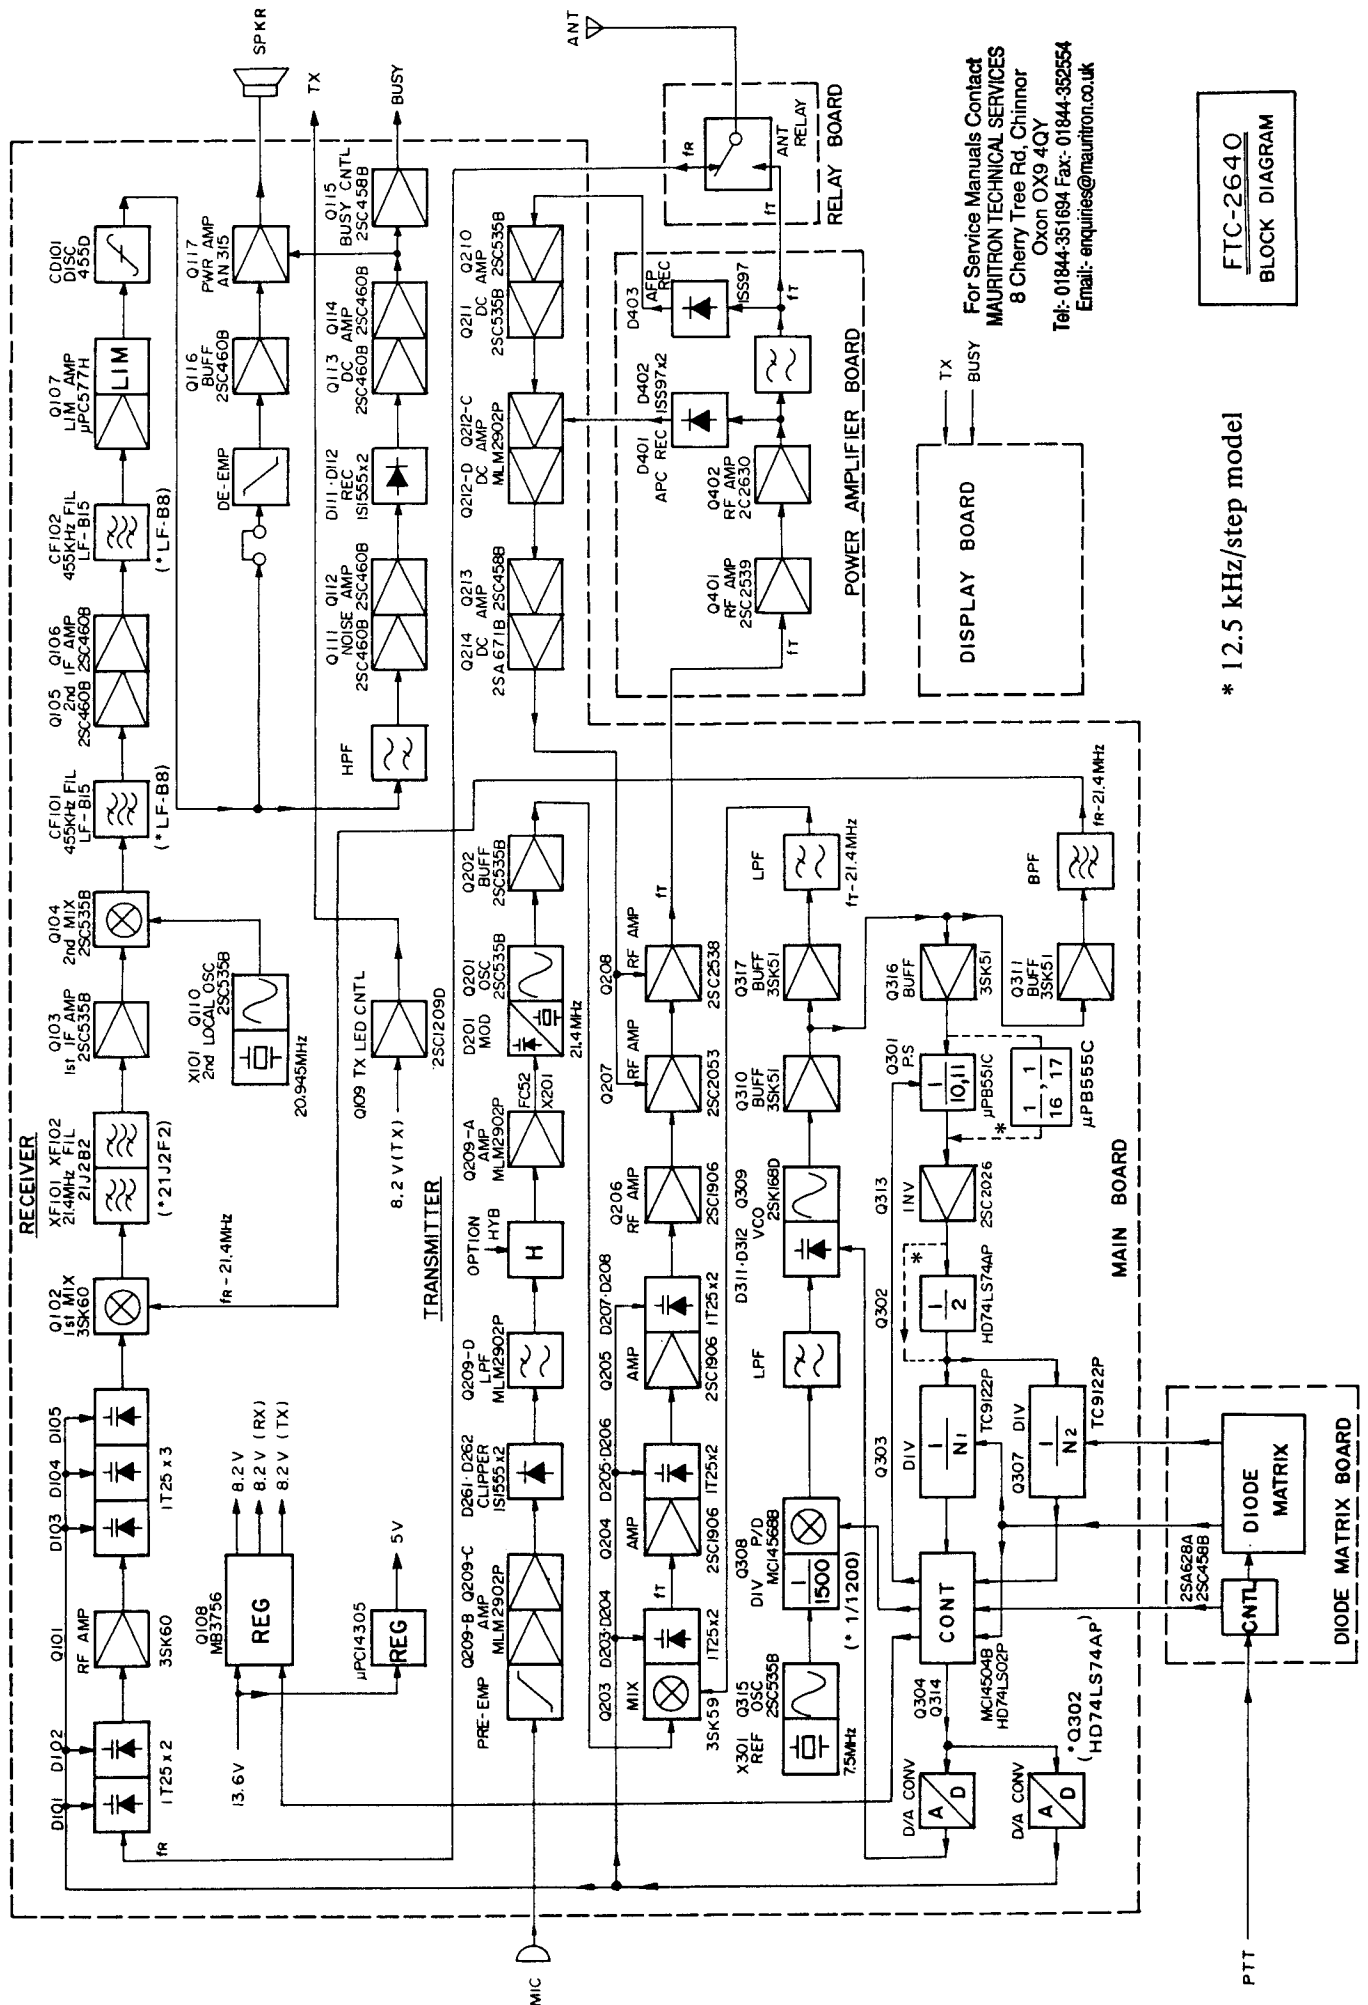 RECEIVER
D101 D102
1T25 x 2
fR
Q101
RF AMP
3SK60
D103 D104 D105
1T25 x 3
Q102
1st MIX
3SK60
fR - 21.4MHz
XF101 XF102
21.4MHz FIL
21J2B2
(*21J2F2)
Q103
1st IF AMP
2SC535B
Q104
2nd MIX
2SC535B
X101 Q110
2nd LOCAL OSC
2SC535B
20.945MHz
CF101
455KHz FIL
LF-B15
(*LF-B8)
Q105 Q106
2nd IF AMP
2SC460B 2SC460B
CF102
455KHz FIL
LF-B15
(*LF-B8)
Q107
LIM AMP
µPC577H
LIM
CD101
DISC
455D
DE-EMP
Q116
BUFF
2SC460B
Q117
PWR AMP
AN315
SPKR
TX
HPF
Q111 Q112
NOISE AMP
2SC460B 2SC460B
D111·D112
REC
1S1555x2
Q113 Q114
DC AMP
2SC460B 2SC460B
Q115
BUSY CNTL
2SC458B
BUSY
13.6V
Q108
MB3756
REG
8.2 V
8.2 V (RX)
8.2 V (TX)
µPC14305
REG
5V
Q109 TX LED CNTL
8.2 V (TX)
2SC1209D
TRANSMITTER
MIC
PRE-EMP
Q209-B Q209-C
AMP
MLM2902P
D261·D262
CLIPPER
1S1555 x2
Q209-D
LPF
MLM2902P
OPTION
HYB
H
Q209-A
AMP
MLM2902P
FC52
X201
D201
MOD
Q201
OSC
2SC535B
21.4MHz
Q202
BUFF
2SC535B
Q214 Q213
DC AMP
2SA671B 2SC458B
Q212-D Q212-C
DC AMP
MLM2902P
Q211 Q210
DC AMP
2SC535B 2SC535B
Q203 D203·D204
MIX
3SK59 1T25x2
fT
Q204 D205·D206
AMP
2SC1906 1T25x2
Q205 D207·D208
AMP
2SC1906 1T25x2
Q206
RF AMP
2SC1906
Q207
RF AMP
2SC2053
Q208
RF AMP
2SC2538
fT
fT
Q401
RF AMP
2SC2539
Q402
RF AMP
2C2630
D401 D402
APC REC 1SS97x2
D403
AFP REC
1SS97
fT
POWER AMPLIFIER BOARD
fT
fR
ANT
RELAY
RELAY BOARD
ANT
X301 Q315
REF OSC
2SC535B
7.5MHz
Q308
DIV P/D
MC14568B
1
1500
(* 1/1200)
LPF
D311·D312 Q309
VCO
2SK168D
Q310
BUFF
3SK51
Q317
BUFF
3SK51
LPF
fT-21.4MHz
Q316
BUFF
3SK51
Q311
BUFF
3SK51
BPF
fR-21.4MHz
Q301
P.S
1
10,11
µPB551C
*
1 , 1
16 17
µPB555C
Q313
INV
2SC2026
Q302
*
1
2
HD74LS74AP
Q303
DIV
1
N1
TC9122P
Q307 DIV
1
N2
TC9122P
CONT
Q304
Q314
MC14504B
HD74LS02P
D/A CONV
A
D
D/A CONV
A
D
(*Q302
HD74LS74AP)
MAIN BOARD
PTT
CNTL
2SA628A
2SC458B
DIODE
MATRIX
DIODE MATRIX BOARD
DISPLAY BOARD
TX
BUSY
* 12.5 kHz/step model
For Service Manuals Contact
MAURITRON TECHNICAL SERVICES
8 Cherry Tree Rd, Chinnor
Oxon OX9 4QY
Tel:- 01844-351694 Fax:- 01844-352554
Email:- enquiries@mauritron.co.uk
FTC-2640
BLOCK DIAGRAM